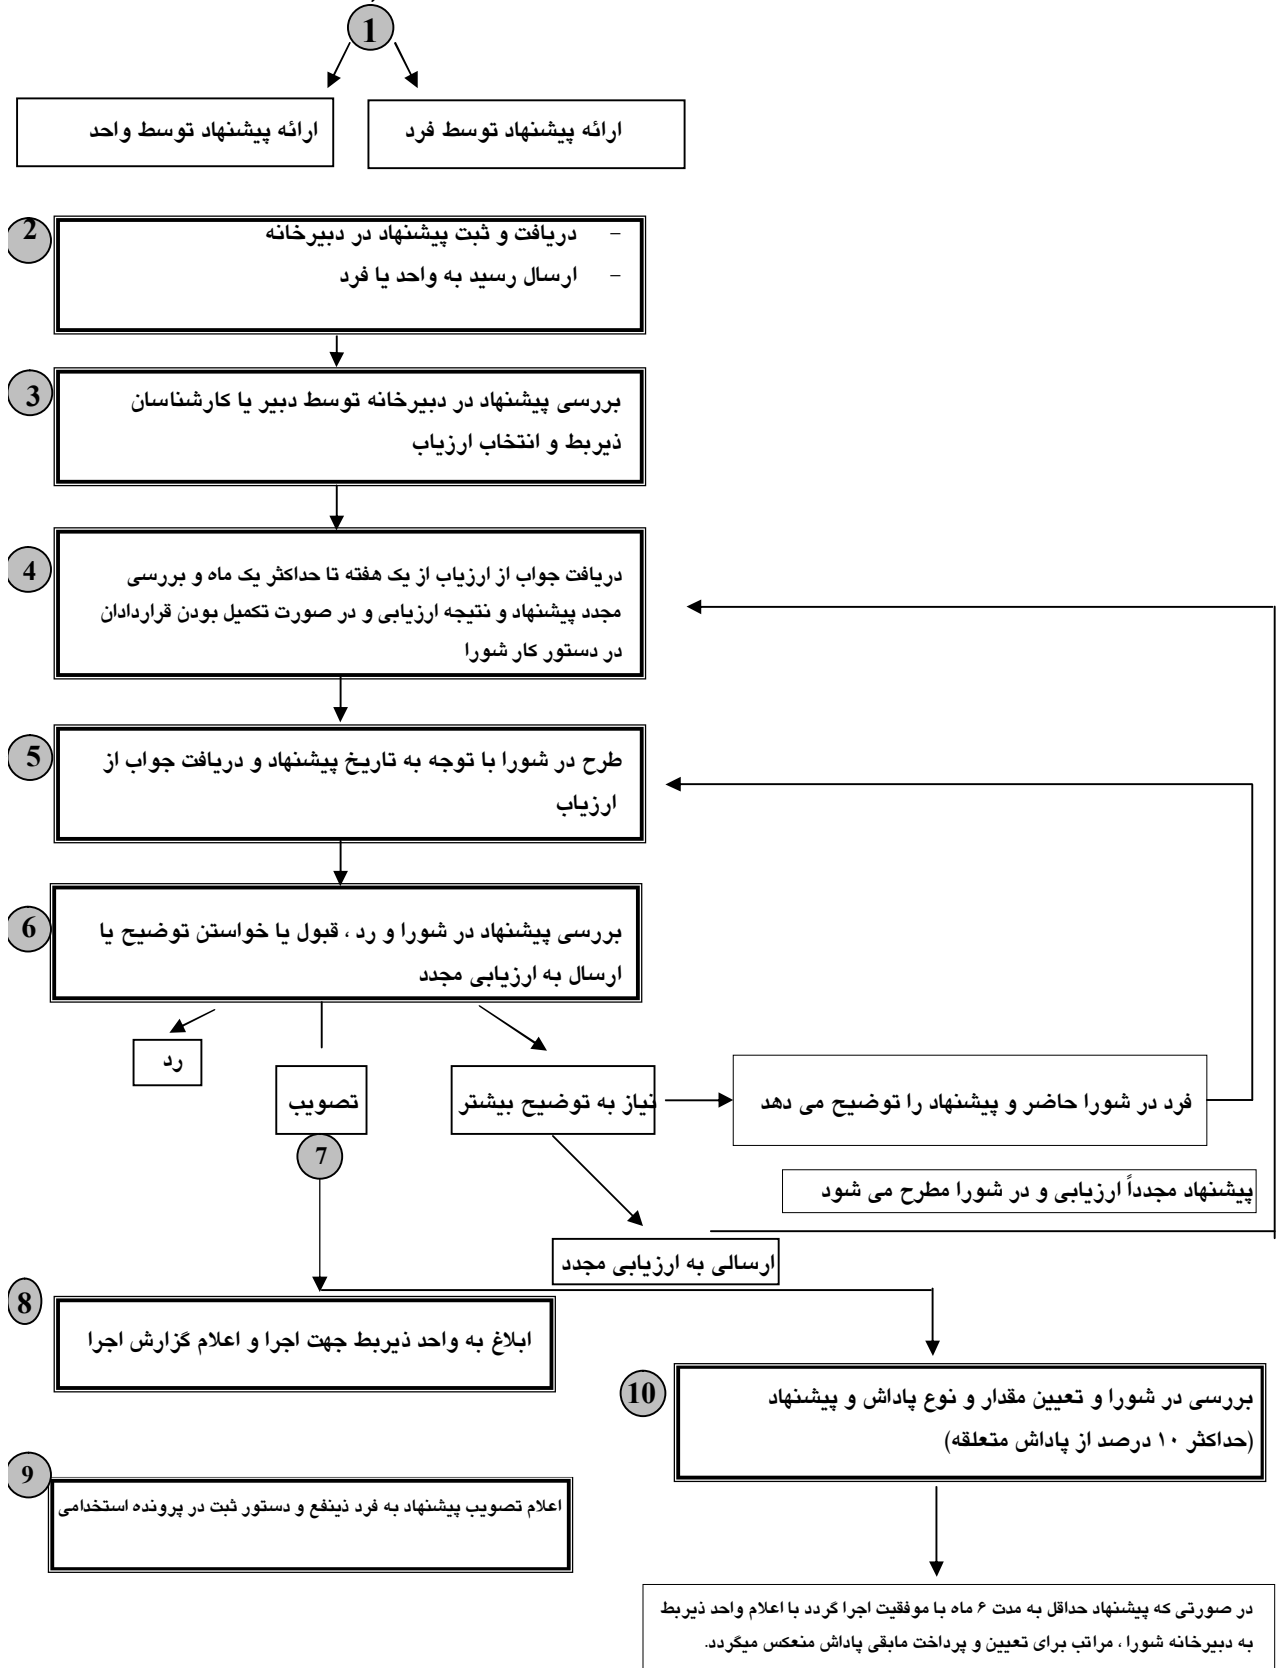 1
ارائه پیشنهاد توسط فرد
ارائه پیشنهاد توسط واحد
2
- دریافت و ثبت پیشنهاد در دبیرخانه
- ارسال رسید به واحد یا فرد
3
بررسی پیشنهاد در دبیرخانه توسط دبیر یا کارشناسان
ذیربط و انتخاب ارزیاب
4
دریافت جواب از ارزیاب از یک هفته تا حداکثر یک ماه و بررسی
مجدد پیشنهاد و نتیجه ارزیابی و در صورت تکمیل بودن قراردادان
در دستور کار شورا
5
طرح در شورا با توجه به تاریخ پیشنهاد و دریافت جواب از
ارزیاب
6
بررسی پیشنهاد در شورا و رد ، قبول یا خواستن توضیح یا
ارسال به ارزیابی مجدد
رد
تصویب
نیاز به توضیح بیشتر
فرد در شورا حاضر و پیشنهاد را توضیح می دهد
7
پیشنهاد مجدداً ارزیابی و در شورا مطرح می شود
ارسالی به ارزیابی مجدد
8
ابلاغ به واحد ذیربط جهت اجرا و اعلام گزارش اجرا
10
بررسی در شورا و تعیین مقدار و نوع پاداش و پیشنهاد
(حداکثر ۱۰ درصد از پاداش متعلقه)
9
اعلام تصویب پیشنهاد به فرد ذینفع و دستور ثبت در پرونده استخدامی
در صورتی که پیشنهاد حداقل به مدت ۶ ماه با موفقیت اجرا گردد با اعلام واحد ذیربط
به دبیرخانه شورا ، مراتب برای تعیین و پرداخت مابقی پاداش منعکس میگردد.